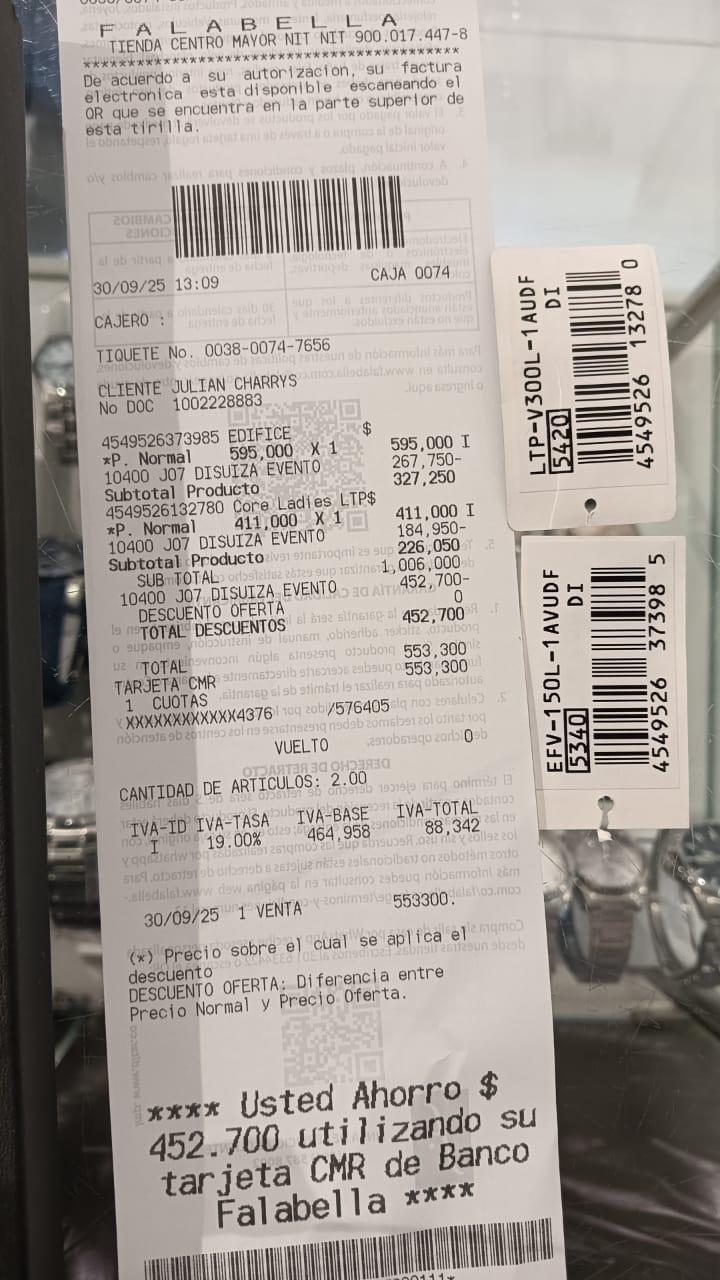 F A L A B E L L A
TIENDA CENTRO MAYOR NIT NIT 900.017.447-8
******************************************
De acuerdo a su autorizacion, su factura
electronica esta disponible escaneando el
QR que se encuentra en la parte superior de
esta tirilla.
30/09/25 13:09 CAJA 0074
CAJERO :
TIQUETE No. 0038-0074-7656
CLIENTE JULIAN CHARRYS
No DOC 1002228883
4549526373985 EDIFICE $
*P. Normal 595,000 X 1 595,000 I
10400 J07 DISUIZA EVENTO 267,750-
Subtotal Producto 327,250
4549526132780 Core Ladies LTP$
*P. Normal 411,000 X 1 411,000 I
10400 J07 DISUIZA EVENTO 184,950-
Subtotal Producto 226,050
SUB TOTAL 1,006,000
10400 J07 DISUIZA EVENTO 452,700-
DESCUENTO OFERTA 0
TOTAL DESCUENTOS 452,700
TOTAL 553,300
TARJETA CMR 553,300
1 CUOTAS
XXXXXXXXXXXX4376 /576405
VUELTO 0
CANTIDAD DE ARTICULOS: 2.00
IVA-ID IVA-TASA IVA-BASE IVA-TOTAL
I 19.00% 464,958 88,342
30/09/25 1 VENTA 553300.
(*) Precio sobre el cual se aplica el
descuento
DESCUENTO OFERTA: Diferencia entre
Precio Normal y Precio Oferta.
**** Usted Ahorro $
452.700 utilizando su
tarjeta CMR de Banco
Falabella ****
LTP-V300L-1AUDF
DI
5420
4549526 13278 0
EFV-150L-1AVUDF
DI
5340
4549526 37398 5